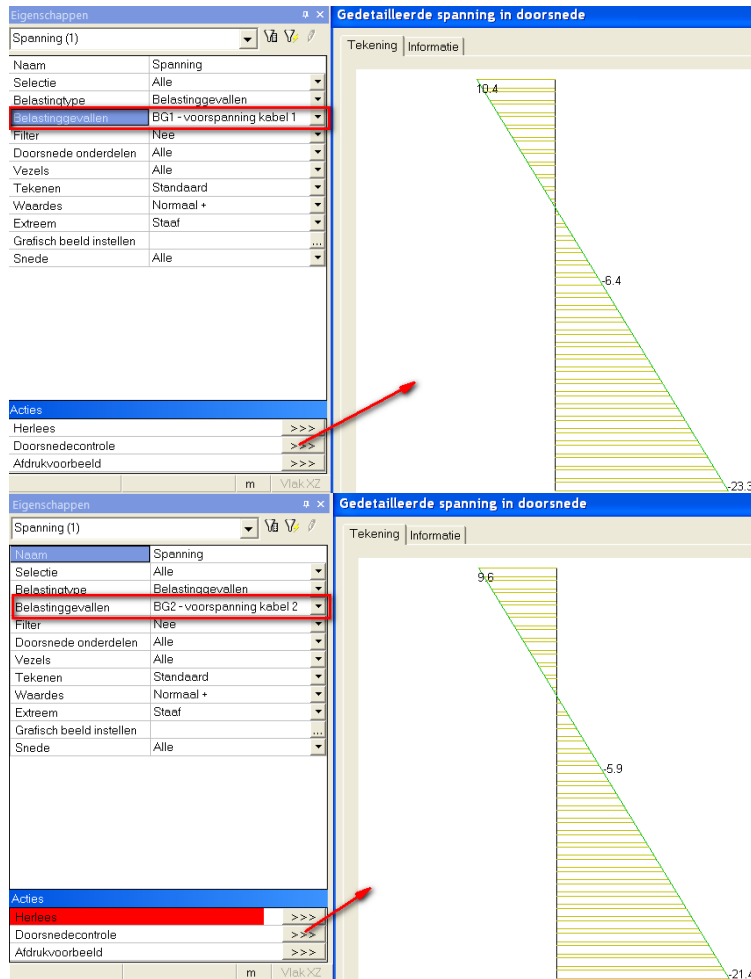 Eigenschappen
Spanning (1)
Naam Spanning
Selectie Alle
Belastingtype Belastinggevallen
Belastinggevallen BG1 - voorspanning kabel 1
Filter Nee
Doorsnede onderdelen Alle
Vezels Alle
Tekenen Standaard
Waardes Normaal +
Extreem Staaf
Grafisch beeld instellen ...
Snede Alle
Acties
Herlees >>>
Doorsnedecontrole >>>
Afdrukvoorbeeld >>>
m Vlak XZ
Gedetailleerde spanning in doorsnede
Tekening Informatie
10.4
-6.4
-23.3
Eigenschappen
Spanning (1)
Naam Spanning
Selectie Alle
Belastingtype Belastinggevallen
Belastinggevallen BG2 - voorspanning kabel 2
Filter Nee
Doorsnede onderdelen Alle
Vezels Alle
Tekenen Standaard
Waardes Normaal +
Extreem Staaf
Grafisch beeld instellen ...
Snede Alle
Acties
Herlees >>>
Doorsnedecontrole >>>
Afdrukvoorbeeld >>>
m Vlak XZ
Gedetailleerde spanning in doorsnede
Tekening Informatie
9.6
-5.9
-21.4